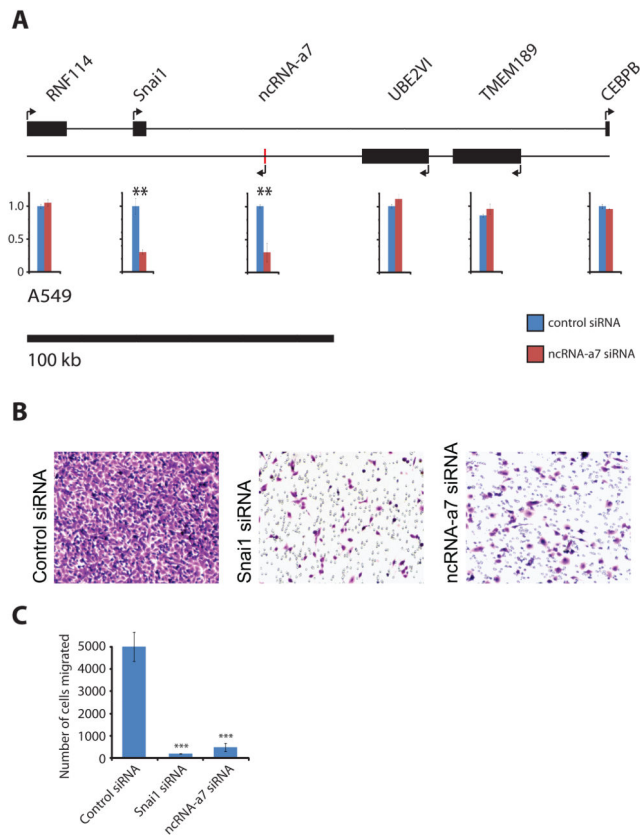 A
RNF114
Snai1
ncRNA-a7
UBE2VI
TMEM189
CEBPB
**
**
1.0
0.5
0
A549
100 kb
control siRNA
ncRNA-a7 siRNA
B
Control siRNA
Snai1 siRNA
ncRNA-a7 siRNA
C
Number of cells migrated
5000
4000
3000
2000
1000
0
***
***
Control siRNA
Snai1 siRNA
ncRNA-a7 siRNA